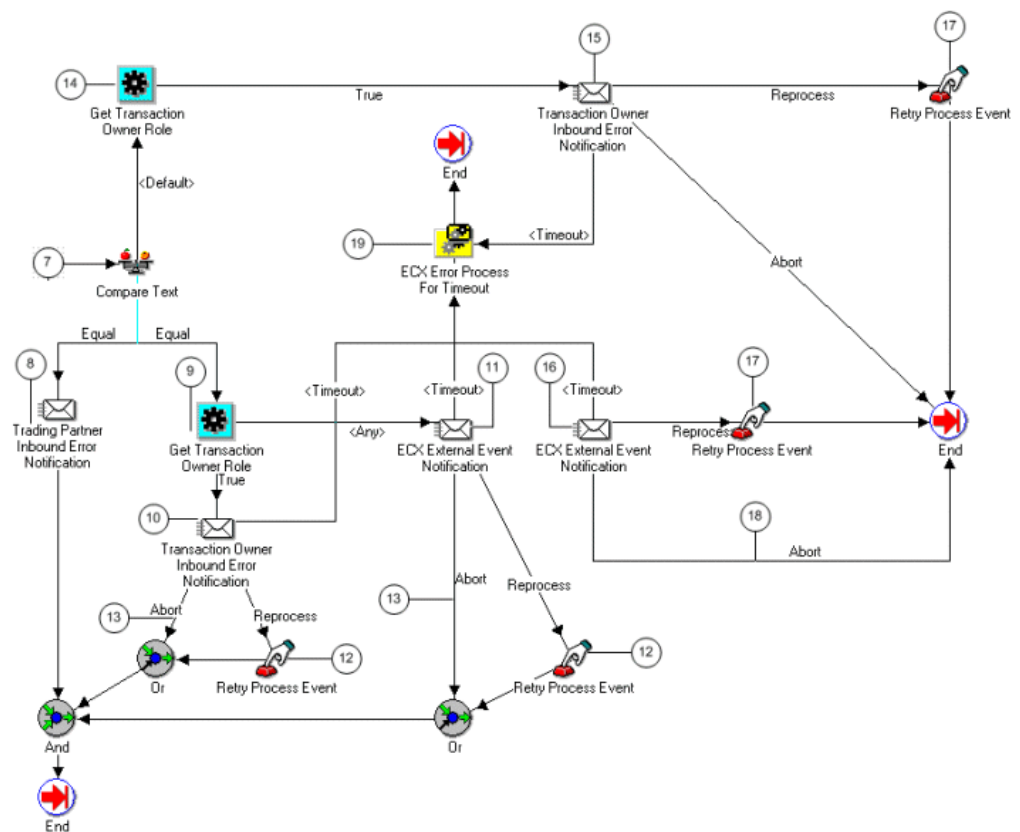 17
15
14
True
Reprocess
Get Transaction
Owner Role
Transaction Owner
Inbound Error
Notification
Retry Process Event
End
<Default>
<Timeout>
19
7
ECX Error Process
For Timeout
Abort
Compare Text
Equal
Equal
8
9
11
16
17
<Timeout>
<Timeout>
<Timeout>
Trading Partner
Inbound Error
Notification
<Any>
Reprocess
Get Transaction
Owner Role
ECX External Event
Notification
ECX External Event
Notification
Retry Process Event
End
True
10
18
Transaction Owner
Inbound Error
Notification
Abort
Abort
Reprocess
13
13
Abort
Reprocess
12
12
Or
Retry Process Event
Retry Process Event
And
Or
End